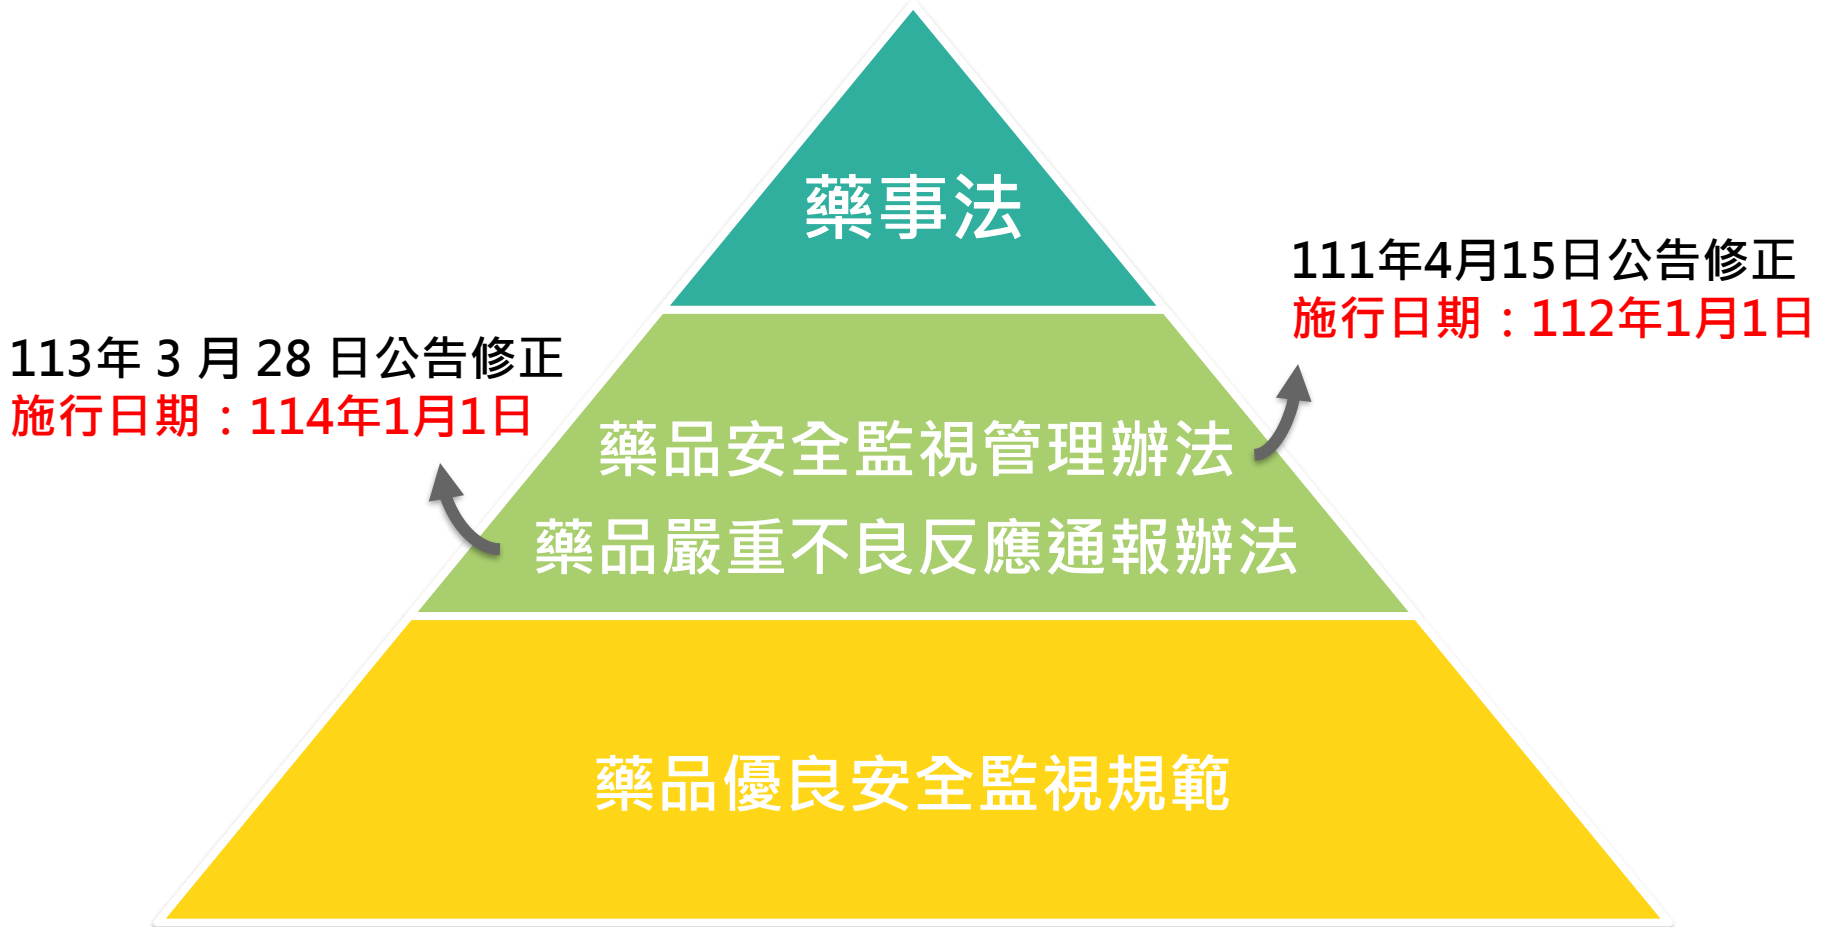 藥事法
111年4月15日公告修正
施行日期：112年1月1日
113年 3 月 28 日公告修正
施行日期：114年1月1日
藥品安全監視管理辦法
藥品嚴重不良反應通報辦法
藥品優良安全監視規範